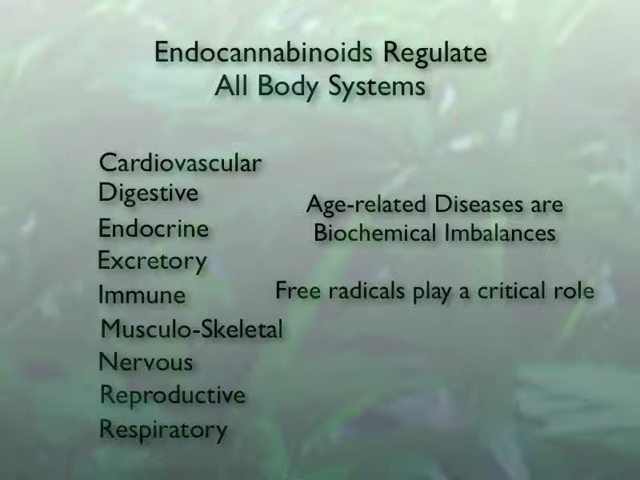 Endocannabinoids Regulate
All Body Systems
Cardiovascular
Digestive
Endocrine
Excretory
Immune
Musculo-Skeletal
Nervous
Reproductive
Respiratory
Age-related Diseases are
Biochemical Imbalances
Free radicals play a critical role